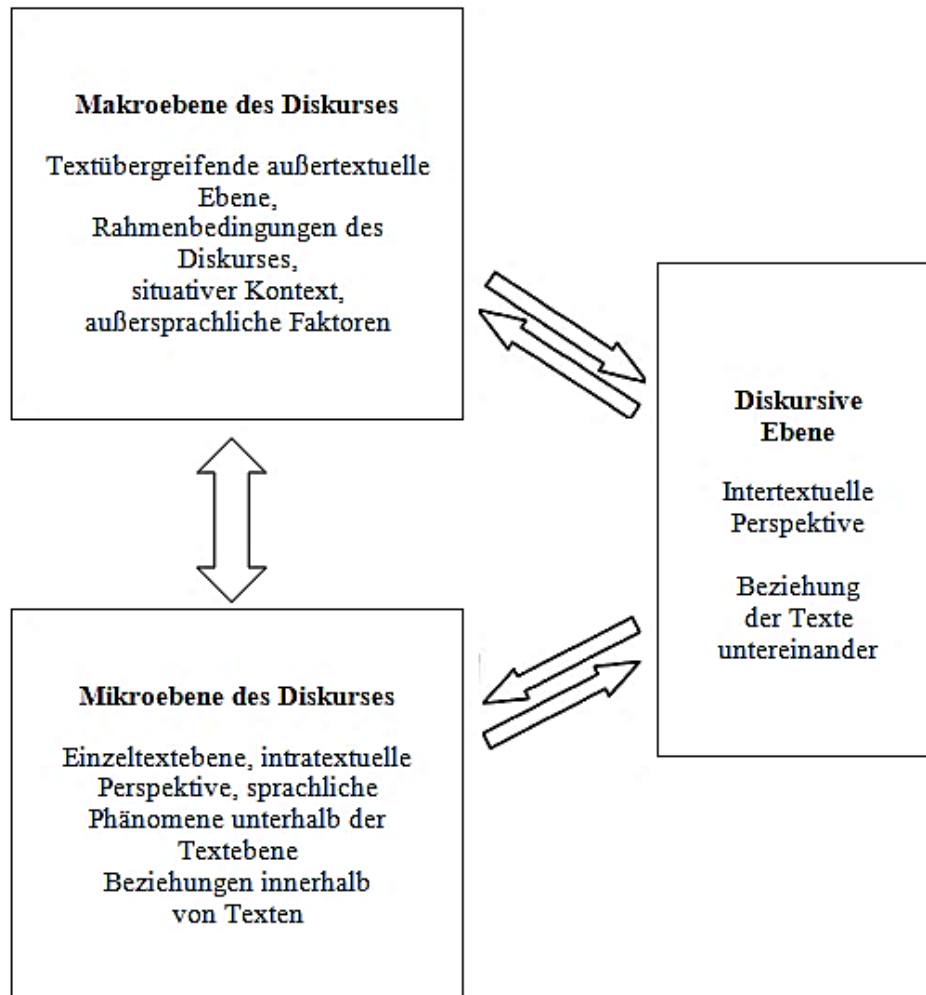 Makroebene des Diskurses
Textübergreifende außertextuelle
Ebene,
Rahmenbedingungen des
Diskurses,
situativer Kontext,
außersprachliche Faktoren
Diskursive
Ebene
Intertextuelle
Perspektive
Beziehung
der Texte
untereinander
Mikroebene des Diskurses
Einzeltextebene, intratextuelle
Perspektive, sprachliche
Phänomene unterhalb der
Textebene
Beziehungen innerhalb
von Texten